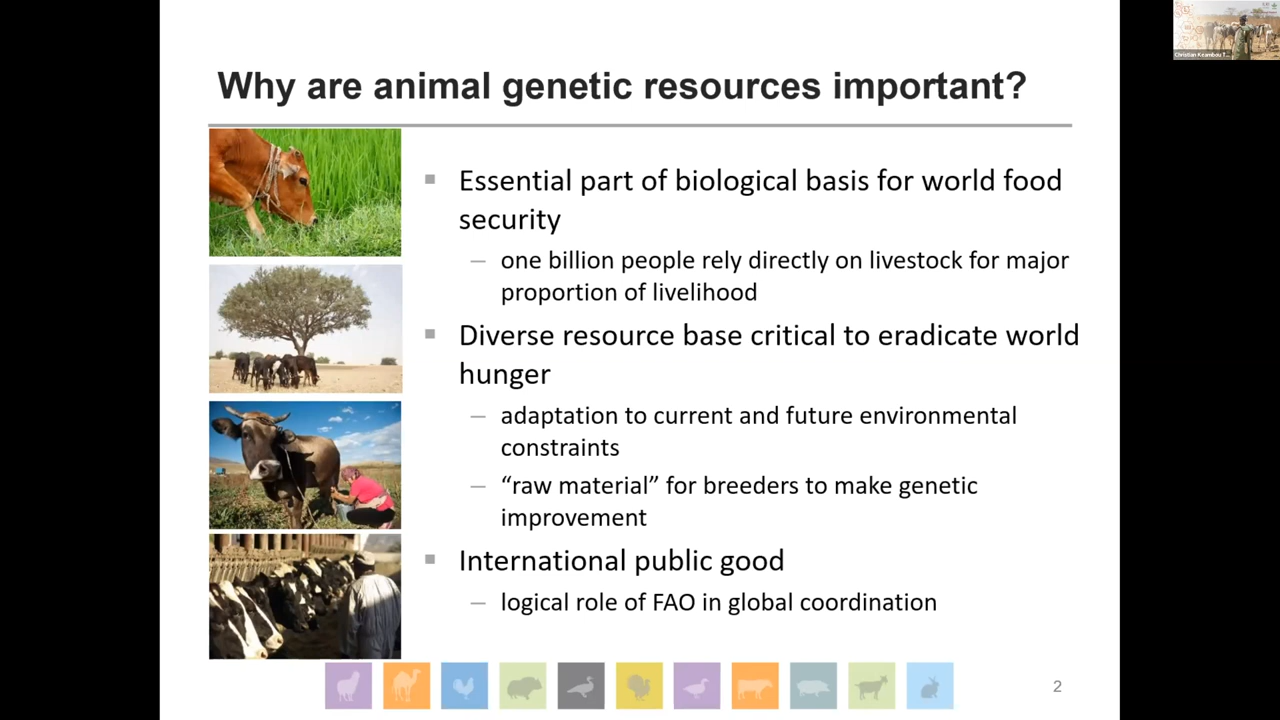 Why are animal genetic resources important?
Essential part of biological basis for world food
security
– one billion people rely directly on livestock for major
proportion of livelihood
Diverse resource base critical to eradicate world
hunger
– adaptation to current and future environmental
constraints
– “raw material” for breeders to make genetic
improvement
International public good
– logical role of FAO in global coordination
2
Christian Keambou T...